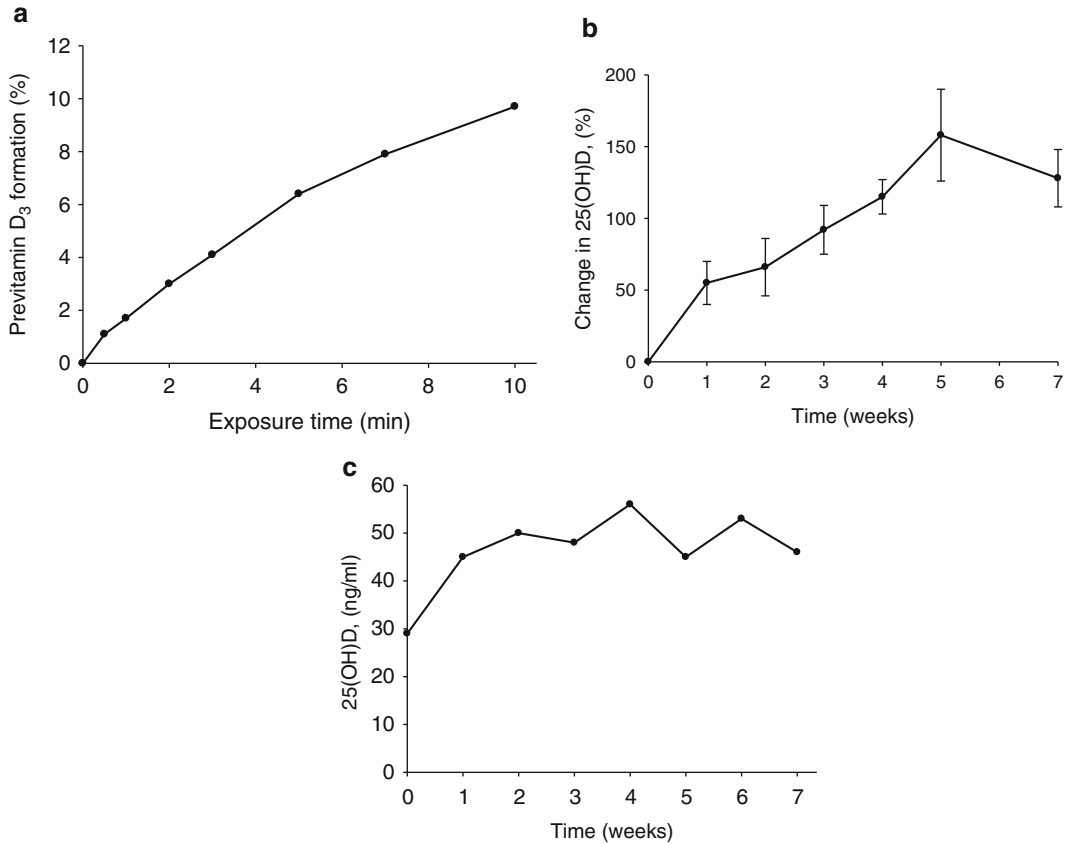 a
Previtamin D₃ formation (%)
12
10
8
6
4
2
0
0 2 4 6 8 10
Exposure time (min)
b
Change in 25(OH)D, (%)
200
150
100
50
0
0 1 2 3 4 5 6 7
Time (weeks)
c
25(OH)D, (ng/ml)
60
50
40
30
20
10
0
0 1 2 3 4 5 6 7
Time (weeks)